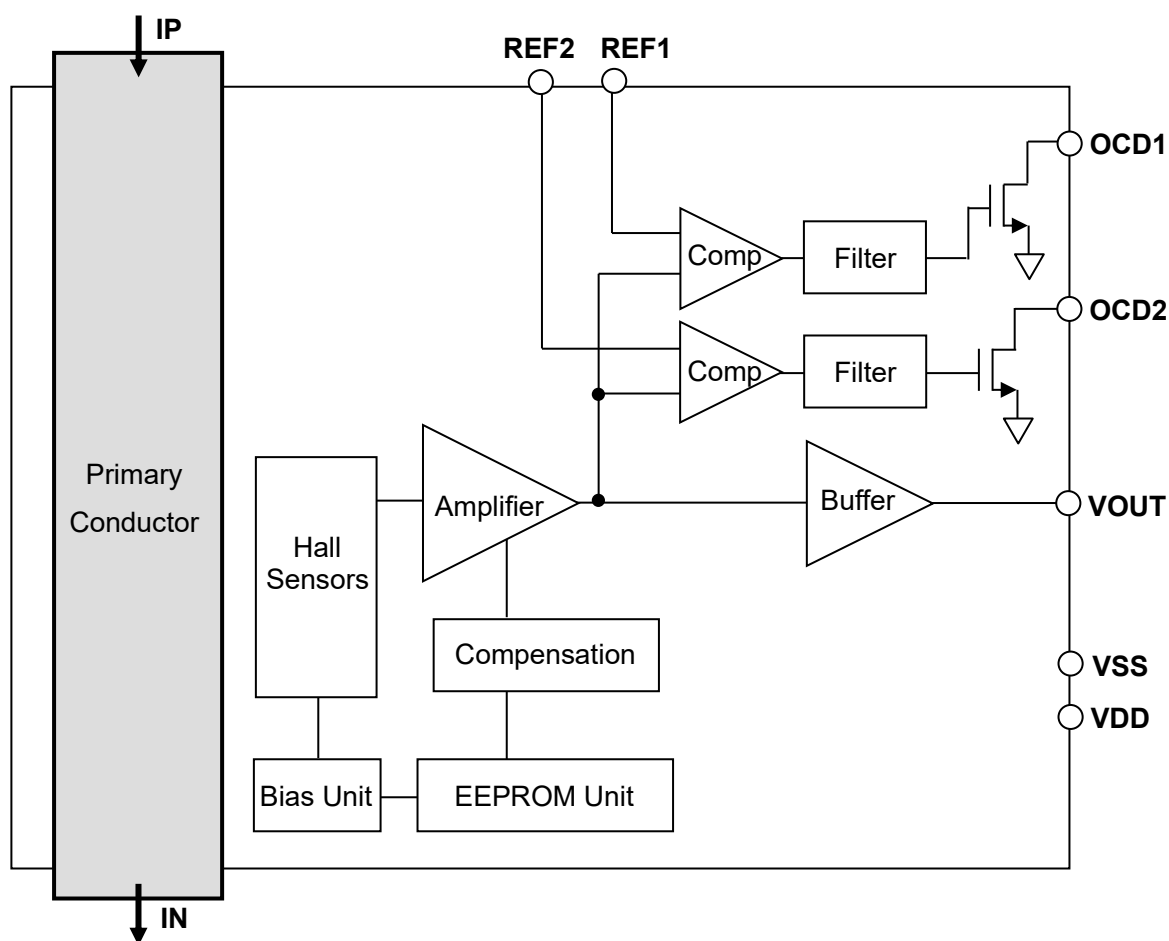 IP
REF2 REF1
OCD1
Comp
Filter
OCD2
Comp
Filter
Primary
Conductor
Hall
Sensors
Amplifier
Buffer
VOUT
Compensation
VSS
VDD
Bias Unit
EEPROM Unit
IN